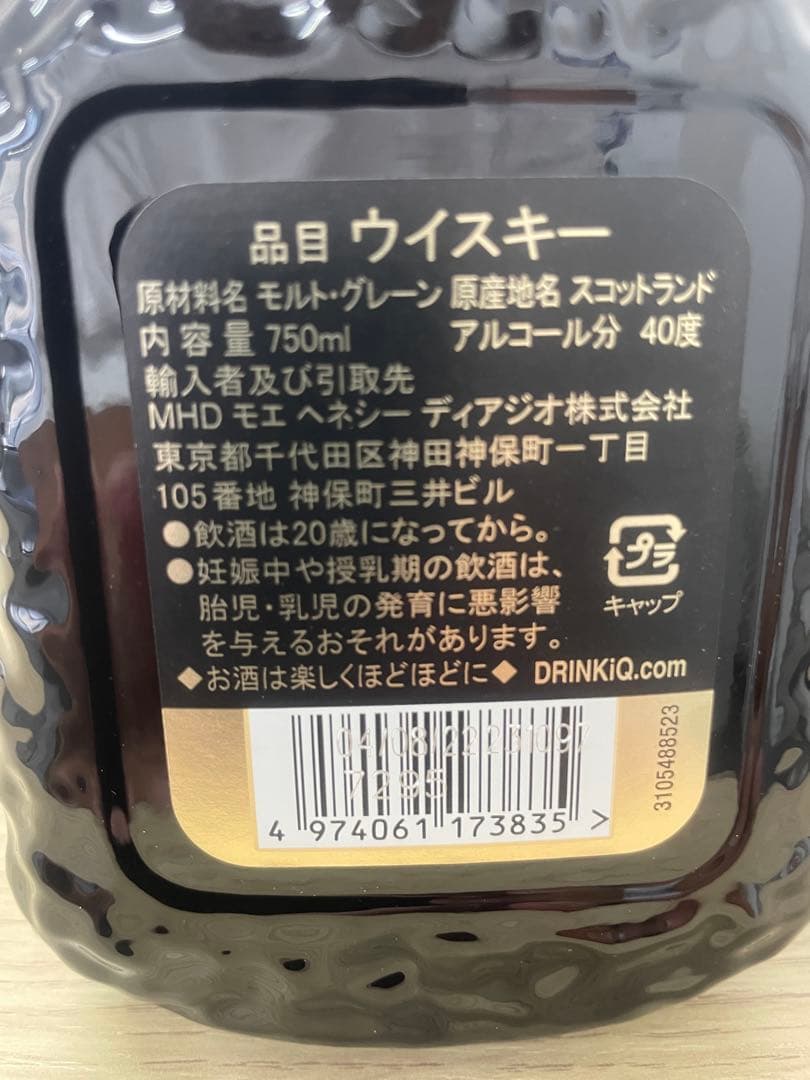 品目 ウイスキー
原材料名 モルト・グレーン 原産地名 スコットランド
内容量 750ml アルコール分 40度
輸入者及び引取先
MHD モエ ヘネシー ディアジオ株式会社
東京都千代田区神田神保町一丁目
105番地 神保町三井ビル
●飲酒は20歳になってから。
●妊娠中や授乳期の飲酒は、
胎児・乳児の発育に悪影響
を与えるおそれがあります。
プラ
キャップ
◆お酒は楽しくほどほどに◆ DRINKiQ.com
04/08/22231097
7295
4 974061 173835 >
3105488523